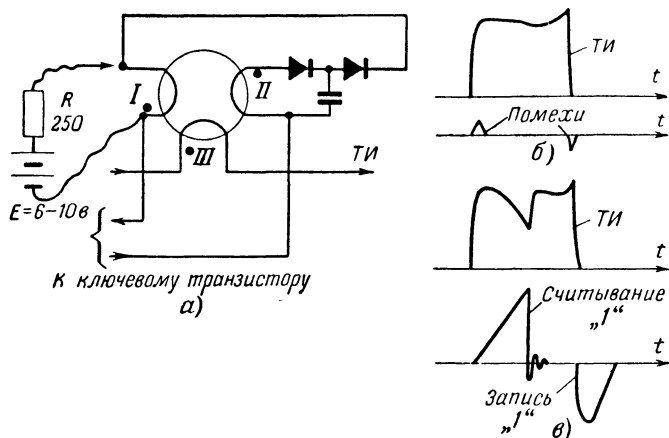 I
II
III
R
250
E=6–10в
ТИ
К ключевому транзистору
а)
ТИ
t
Помехи
t
б)
ТИ
t
Считывание
„1“
t
Запись
„1“
в)